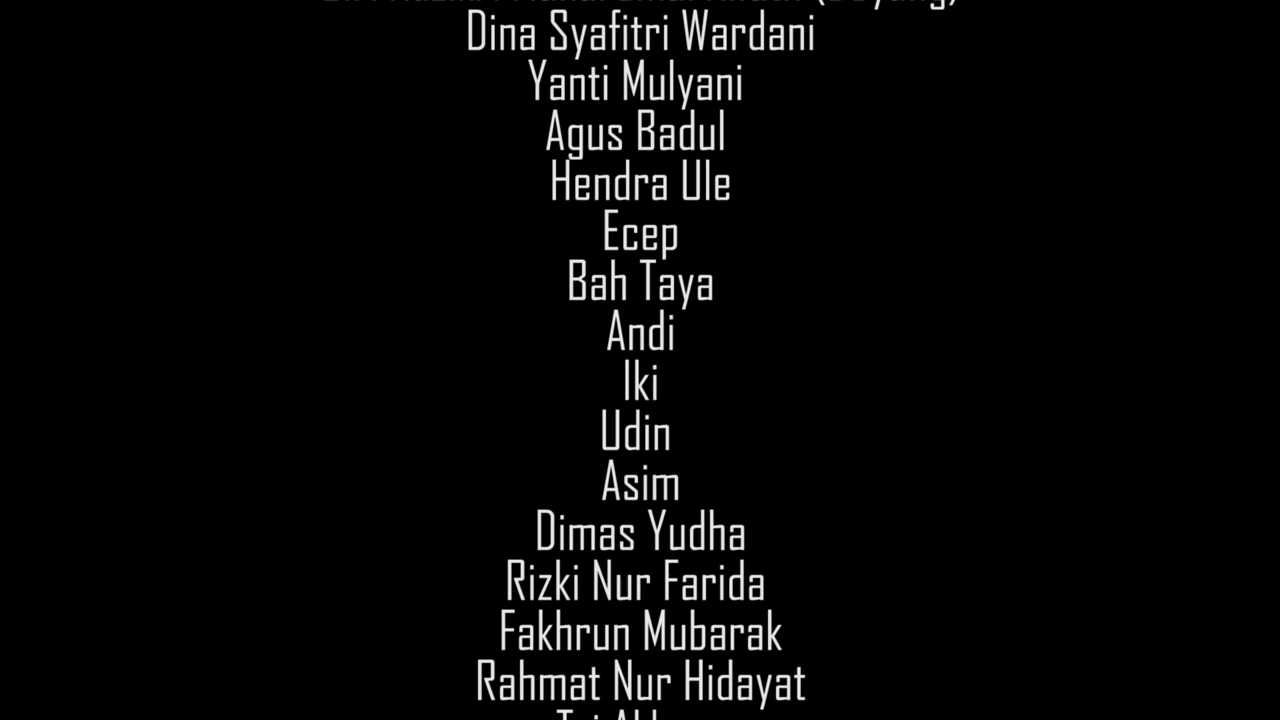 Dina Syafitri Wardani
Yanti Mulyani
Agus Badul
Hendra Ule
Ecep
Bah Taya
Andi
Iki
Udin
Asim
Dimas Yudha
Rizki Nur Farida
Fakhrun Mubarak
Rahmat Nur Hidayat